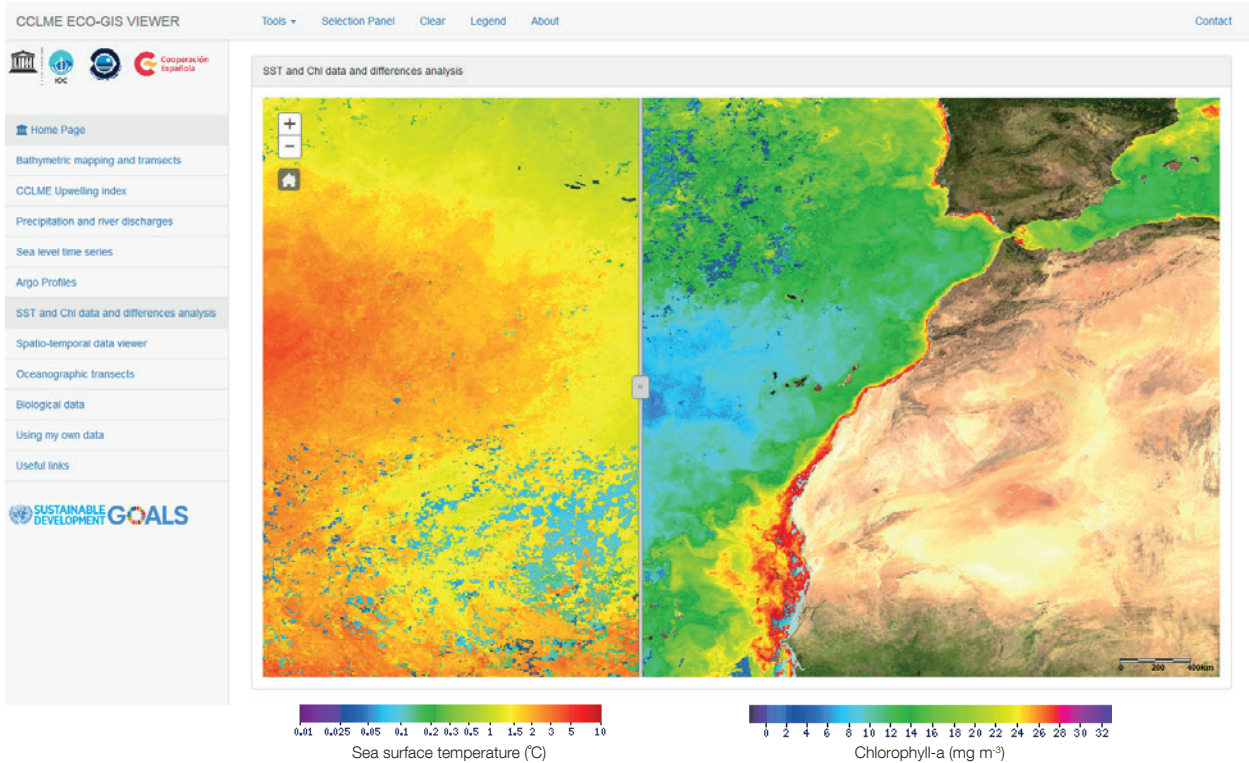 CCLME ECO-GIS VIEWER
Tools
Selection Panel
Clear
Legend
About
Contact
IOC
Cooperación
Española
Home Page
Bathymetric mapping and transects
CCLME Upwelling index
Precipitation and river discharges
Sea level time series
Argo Profiles
SST and Chl data and differences analysis
Spatio-temporal data viewer
Oceanographic transects
Biological data
Using my own data
Useful links
SUSTAINABLE
DEVELOPMENT GOALS
SST and Chl data and differences analysis
+
−
0 200 400km
0.01 0.025 0.05 0.1 0.2 0.3 0.5 1 1.5 2 3 5 10
Sea surface temperature (°C)
0 2 4 6 8 10 12 14 16 18 20 22 24 26 28 30 32
Chlorophyll-a (mg m⁻³)